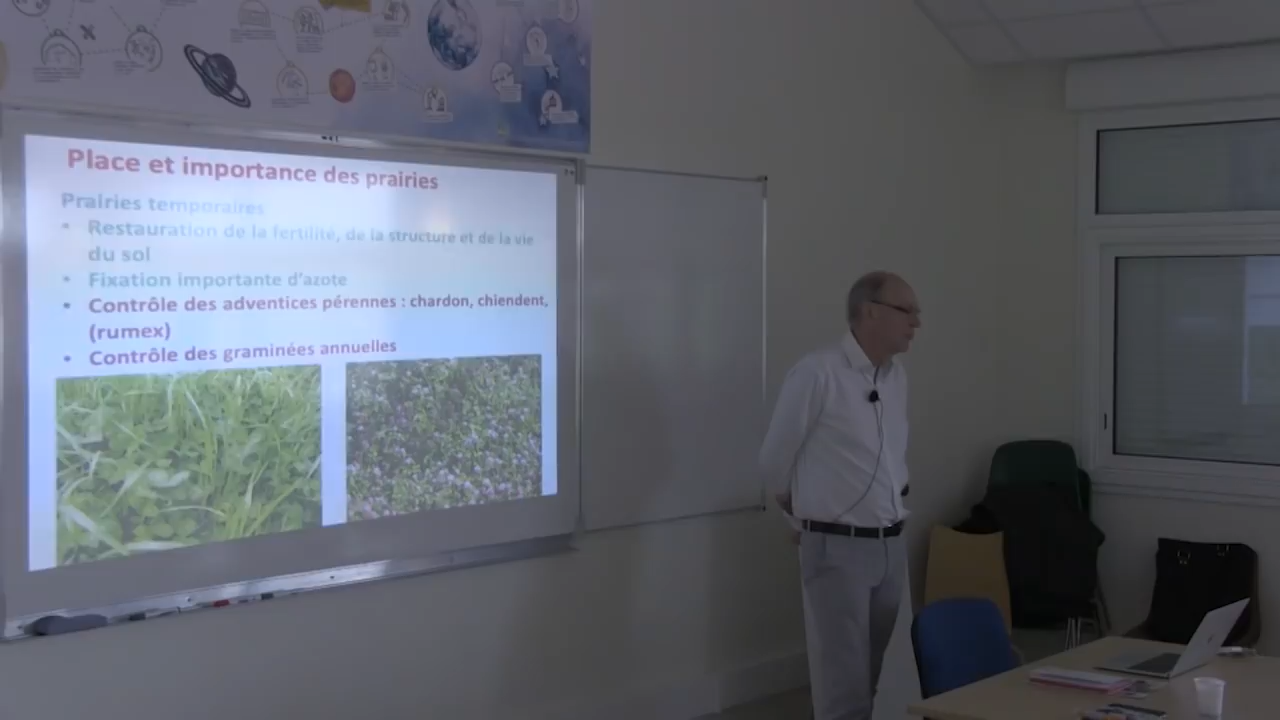 Place et importance des prairies
Prairies temporaires
• Restauration de la fertilité, de la structure et de la vie
du sol
• Fixation importante d'azote
• Contrôle des adventices pérennes : chardon, chiendent,
(rumex)
• Contrôle des graminées annuelles